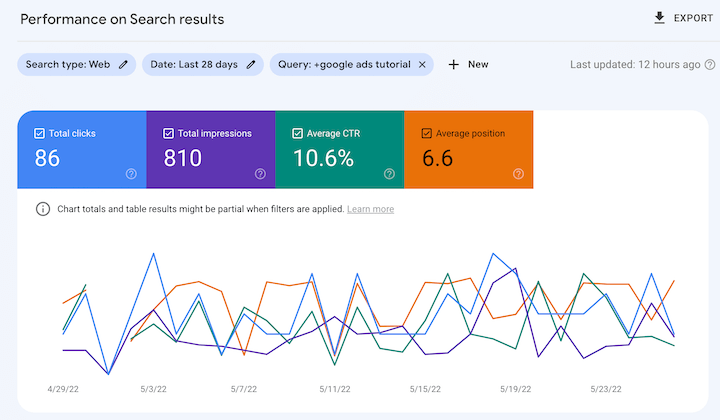 Performance on Search results
EXPORT
Search type: Web
Date: Last 28 days
Query: +google ads tutorial
New
Last updated: 12 hours ago
Total clicks
86
Total impressions
810
Average CTR
10.6%
Average position
6.6
Chart totals and table results might be partial when filters are applied. Learn more
4/29/22 5/3/22 5/7/22 5/11/22 5/15/22 5/19/22 5/23/22